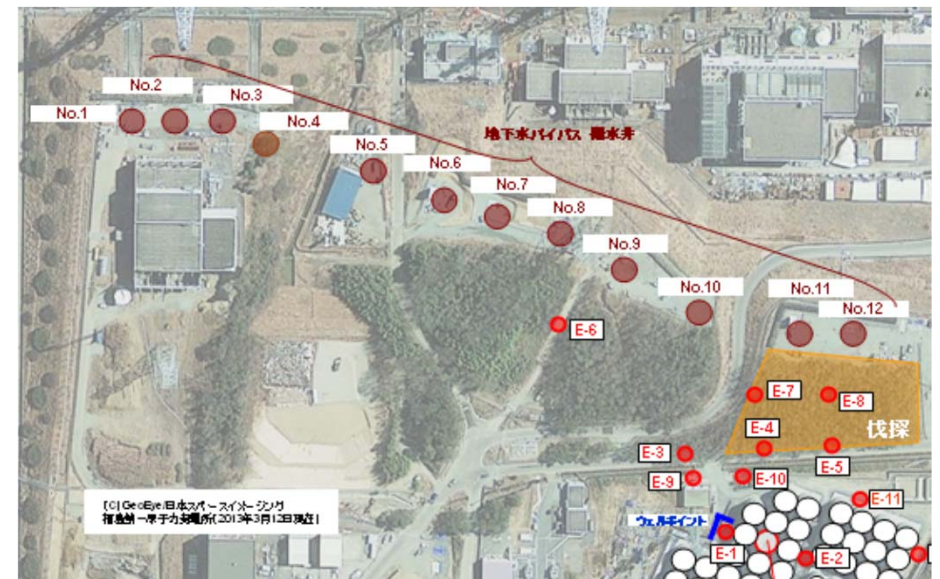 No.1
No.2
No.3
No.4
No.5
No.6
No.7
No.8
No.9
No.10
No.11
No.12
地下水バイパス 揚水井
E-6
E-7
E-8
伐採
E-4
E-5
E-3
E-9
E-10
E-11
ウェルポイント
E-1
E-2
(C)GeoEye/日本スペースイメージング
福島第一原子力発電所(2013年3月12日現在)